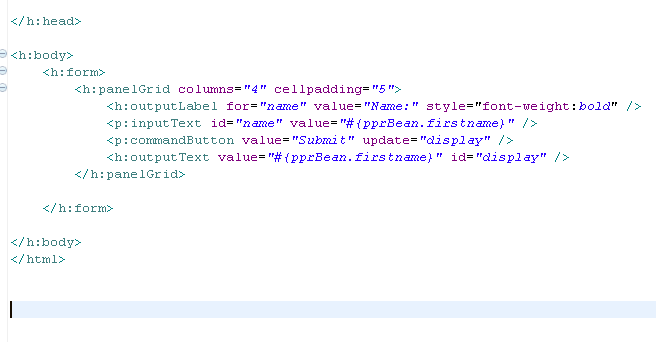 </h:head>
<h:body>
<h:form>
<h:panelGrid columns="4" cellpadding="5">
<h:outputLabel for="name" value="Name:" style="font-weight:bold" />
<p:inputText id="name" value="#{pprBean.firstname}" />
<p:commandButton value="Submit" update="display" />
<h:outputText value="#{pprBean.firstname}" id="display" />
</h:panelGrid>
</h:form>
</h:body>
</html>